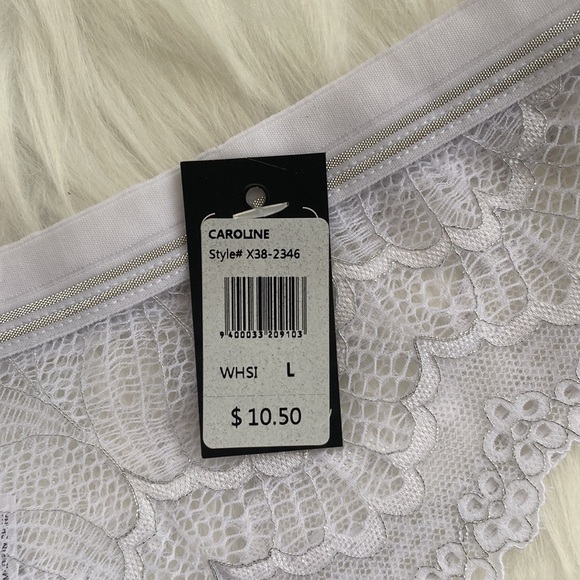 CAROLINE
Style# X38-2346
9 400033 209103
WHSI L
$ 10.50